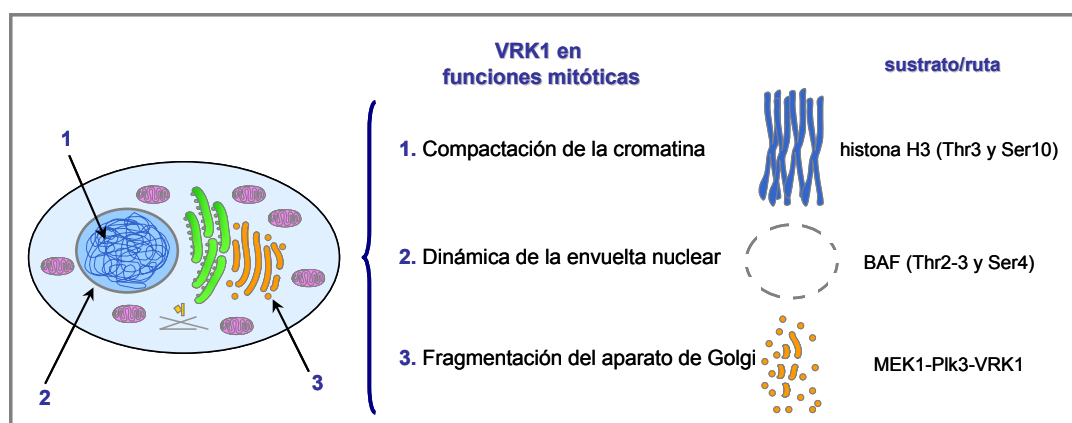 VRK1 en
funciones mitóticas
sustrato/ruta
1
1. Compactación de la cromatina
histona H3 (Thr3 y Ser10)
2. Dinámica de la envuelta nuclear
BAF (Thr2-3 y Ser4)
3. Fragmentación del aparato de Golgi
MEK1-Plk3-VRK1
3
2